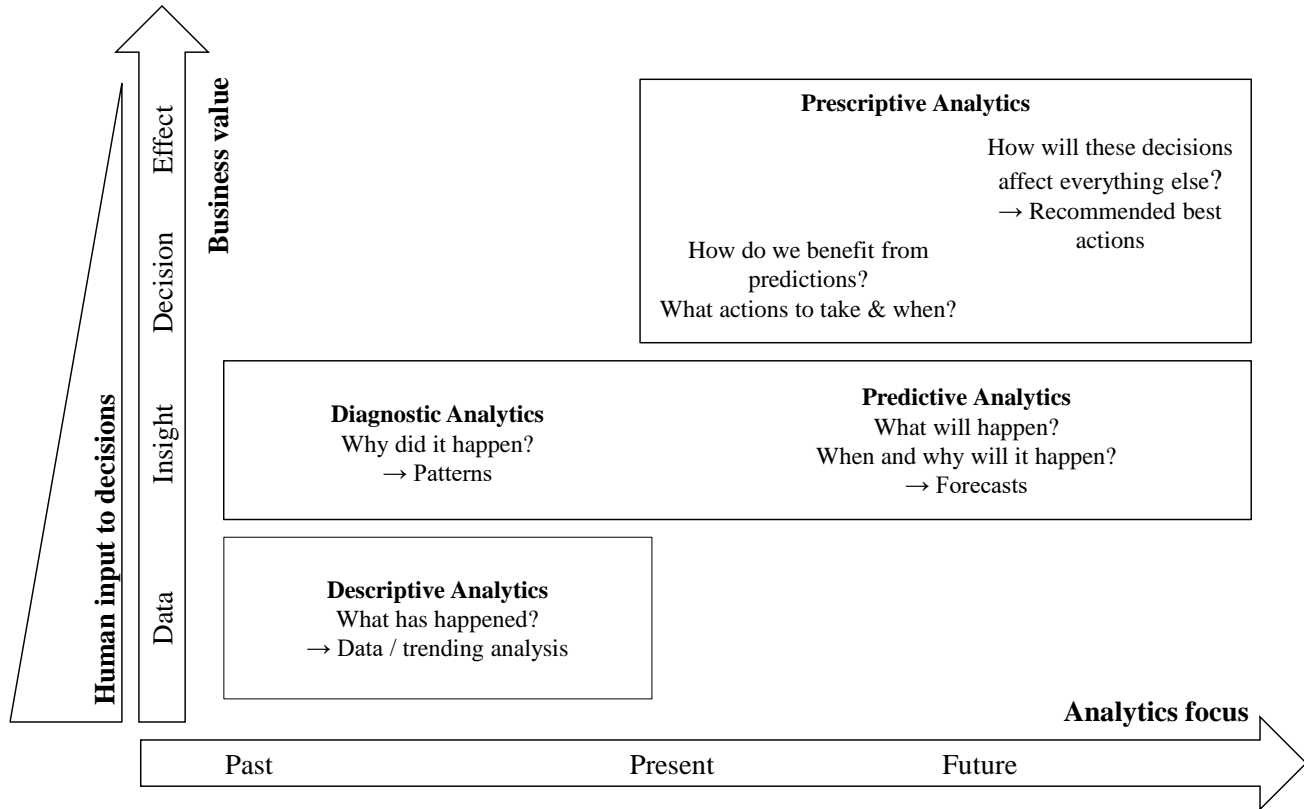 Human input to decisions
Effect
Decision
Insight
Data
Business value
Prescriptive Analytics
How will these decisions
affect everything else?
→ Recommended best
actions
How do we benefit from
predictions?
What actions to take & when?
Diagnostic Analytics
Why did it happen?
→ Patterns
Predictive Analytics
What will happen?
When and why will it happen?
→ Forecasts
Descriptive Analytics
What has happened?
→ Data / trending analysis
Analytics focus
Past
Present
Future